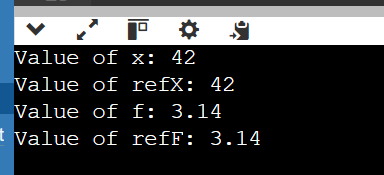 Value of x: 42
Value of refX: 42
Value of f: 3.14
Value of refF: 3.14